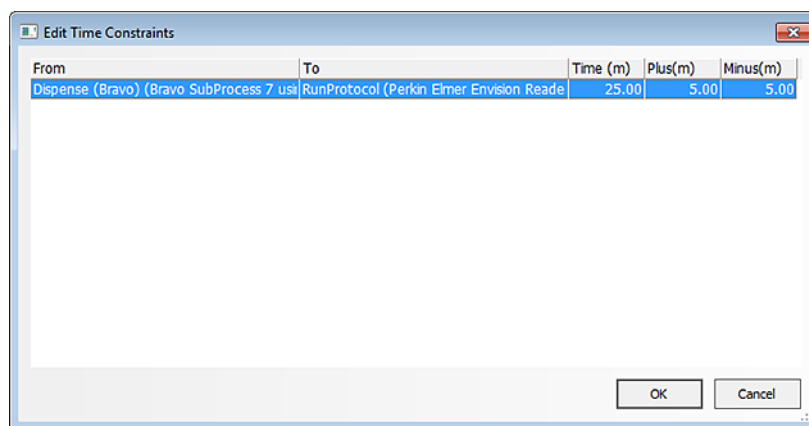 Edit Time Constraints
From To Time (m) Plus(m) Minus(m)
Dispense (Bravo) (Bravo SubProcess 7 usi RunProtocol (Perkin Elmer Envision Reade 25.00 5.00 5.00
OK Cancel